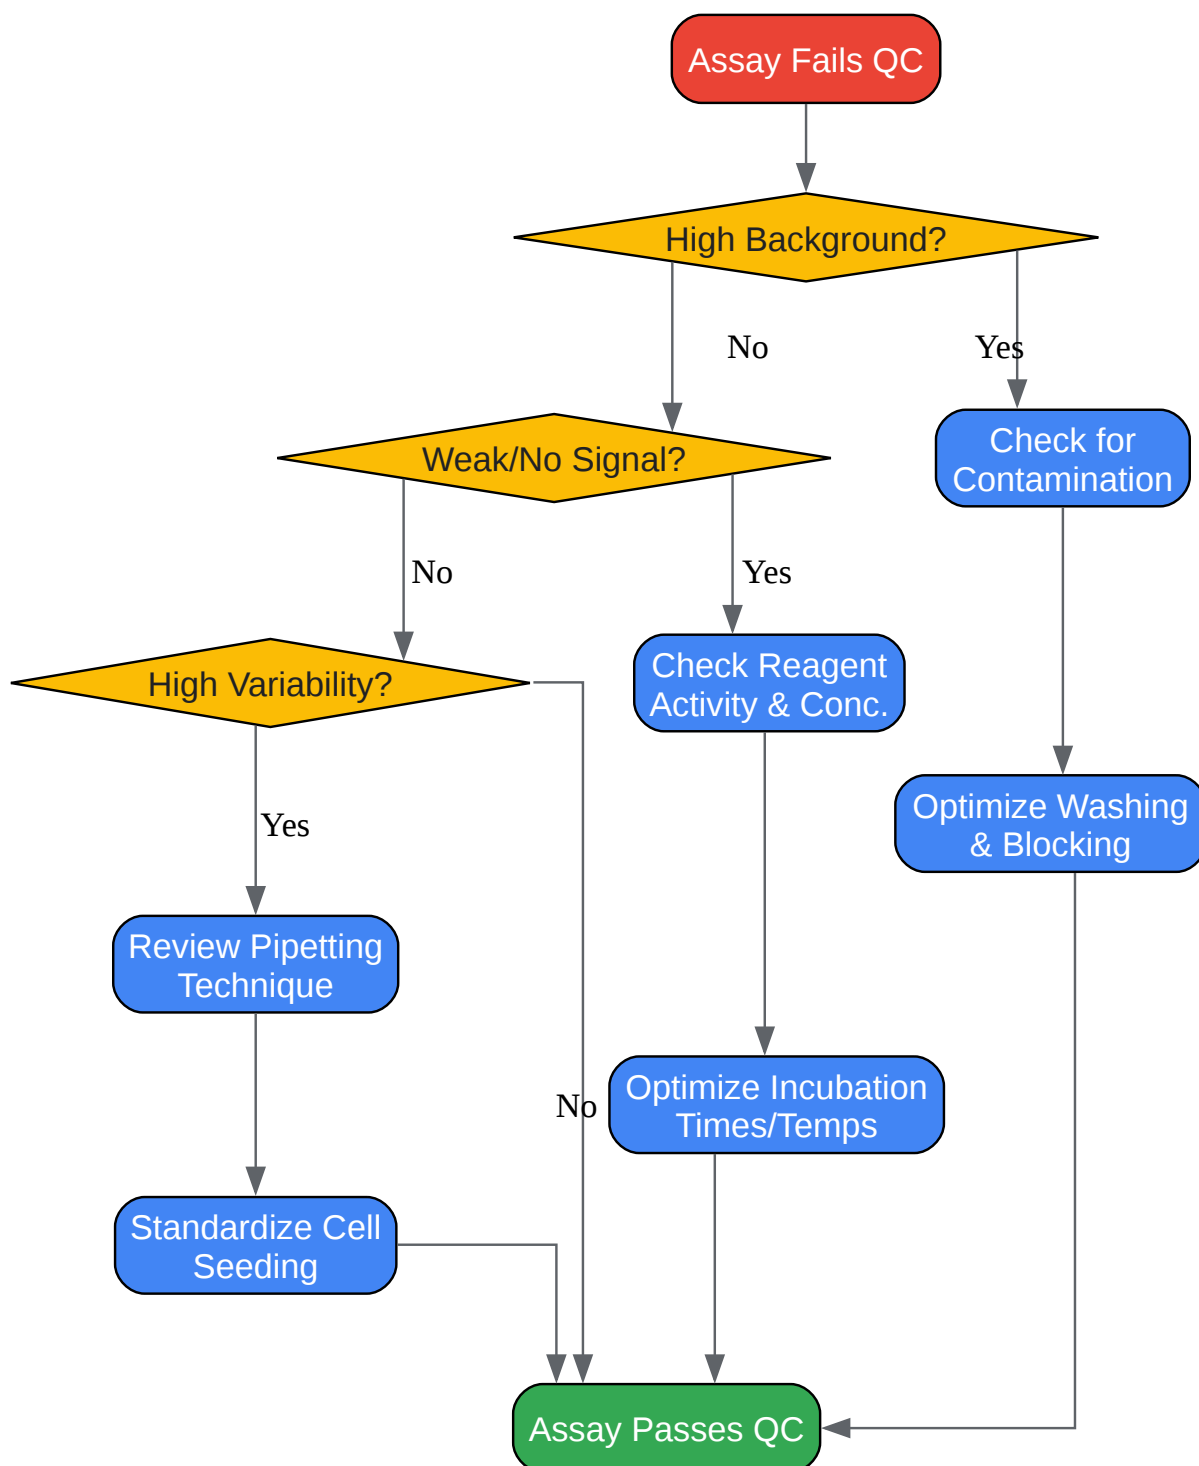 Assay Fails QC
High Background?
No
Yes
Check for
Contamination
Weak/No Signal?
No
Yes
High Variability?
Check Reagent
Activity & Conc.
Optimize Washing
& Blocking
Yes
Review Pipetting
Technique
No
Optimize Incubation
Times/Temps
Standardize Cell
Seeding
Assay Passes QC